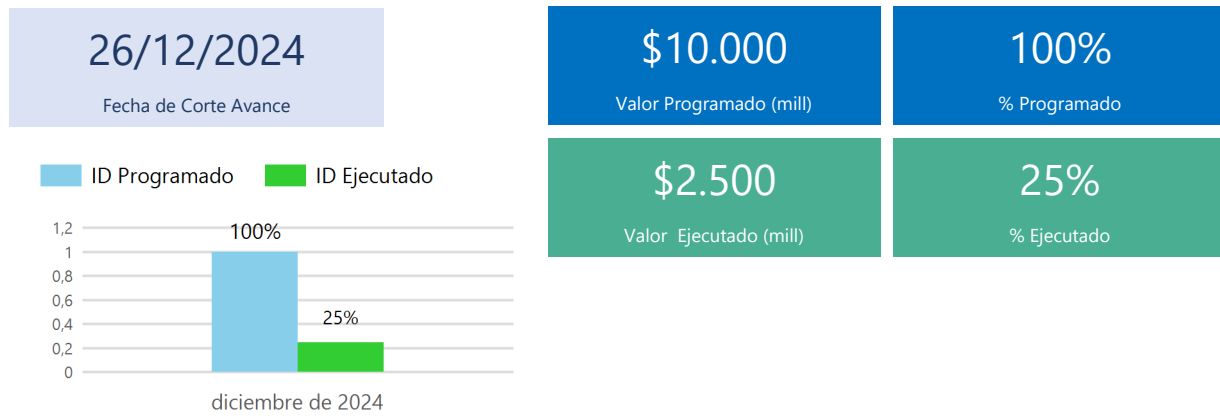 26/12/2024
Fecha de Corte Avance
$10.000
Valor Programado (mill)
100%
% Programado
$2.500
Valor  Ejecutado (mill)
25%
% Ejecutado
ID Programado
ID Ejecutado
1,2
1
0,8
0,6
0,4
0,2
0
100%
25%
diciembre de 2024